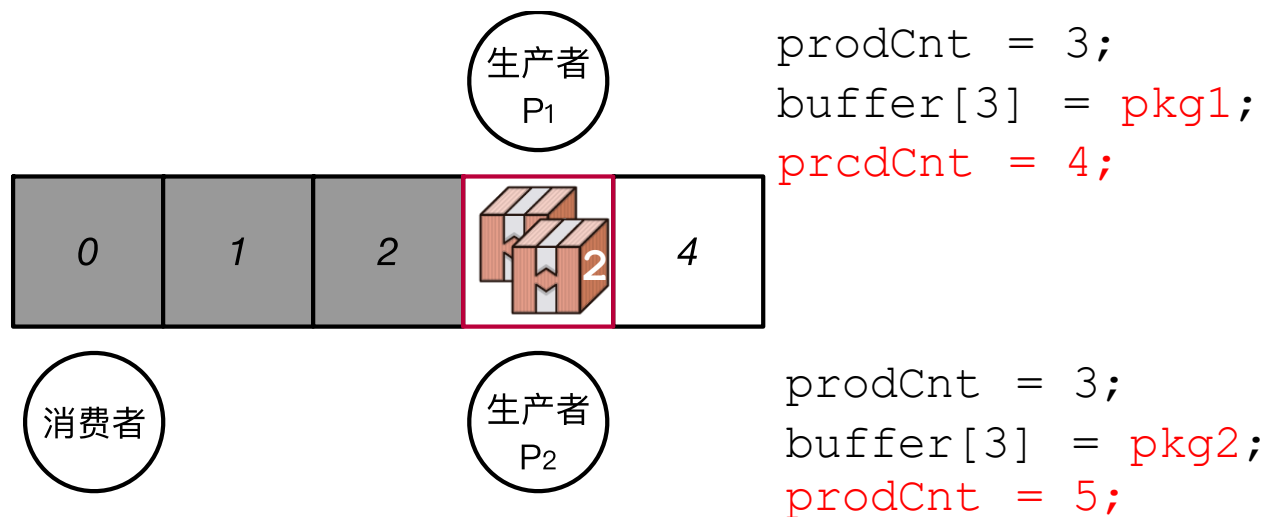 生产者
P1
prodCnt = 3;
buffer[3] = pkg1;
prcdCnt = 4;
0 1 2 2 4
消费者
生产者
P2
prodCnt = 3;
buffer[3] = pkg2;
prodCnt = 5;